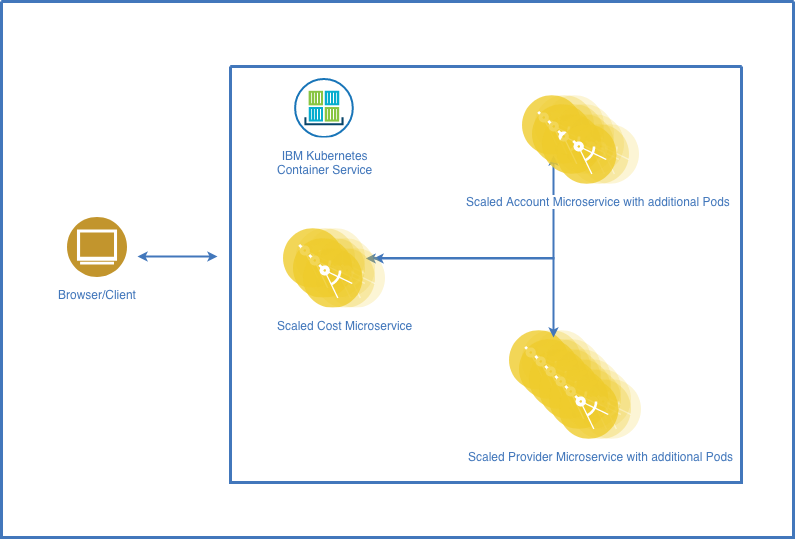 IBM Kubernetes
Container Service
Scaled Account Microservice with additional Pods
Browser/Client
Scaled Cost Microservice
Scaled Provider Microservice with additional Pods